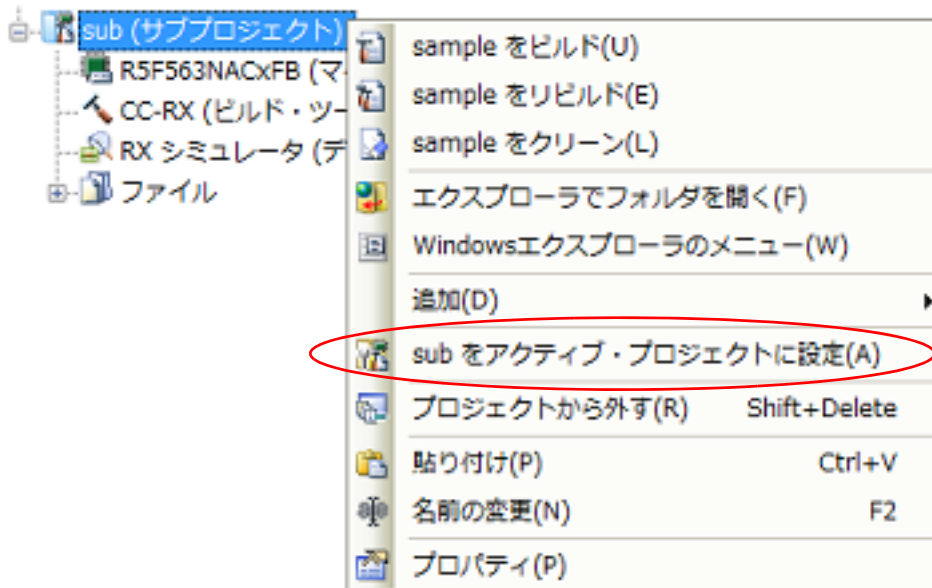 sub (サブプロジェクト)
R5F563NACxFB (マ
CC-RX (ビルド・ツー
RX シミュレータ (デ
ファイル
sample をビルド(U)
sample をリビルド(E)
sample をクリーン(L)
エクスプローラでフォルダを開く(F)
Windowsエクスプローラのメニュー(W)
追加(D)
sub をアクティブ・プロジェクトに設定(A)
プロジェクトから外す(R) Shift+Delete
貼り付け(P) Ctrl+V
名前の変更(N) F2
プロパティ(P)